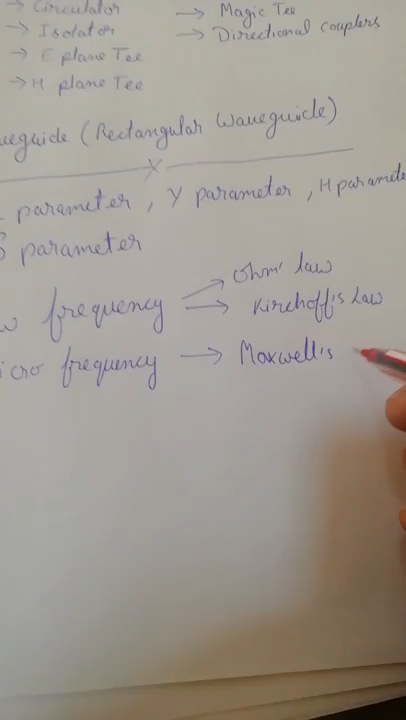 → Circulator → Magic Tee
→ Isolator → Directional couplers
→ E plane Tee
→ H plane Tee
(Rectangular Waveguide)
X
parameter, Y parameter, H
parameter
frequency → Ohm' law
→ Kirchoff's Law
frequency → Maxwell's